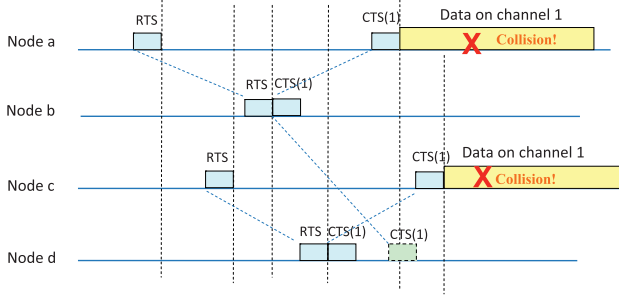 RTS
CTS(1)
Data on channel 1
Node a
X Collision!
RTS
CTS(1)
Node b
RTS
CTS(1)
Data on channel 1
Node c
X Collision!
RTS
CTS(1)
CTS(1)
Node d